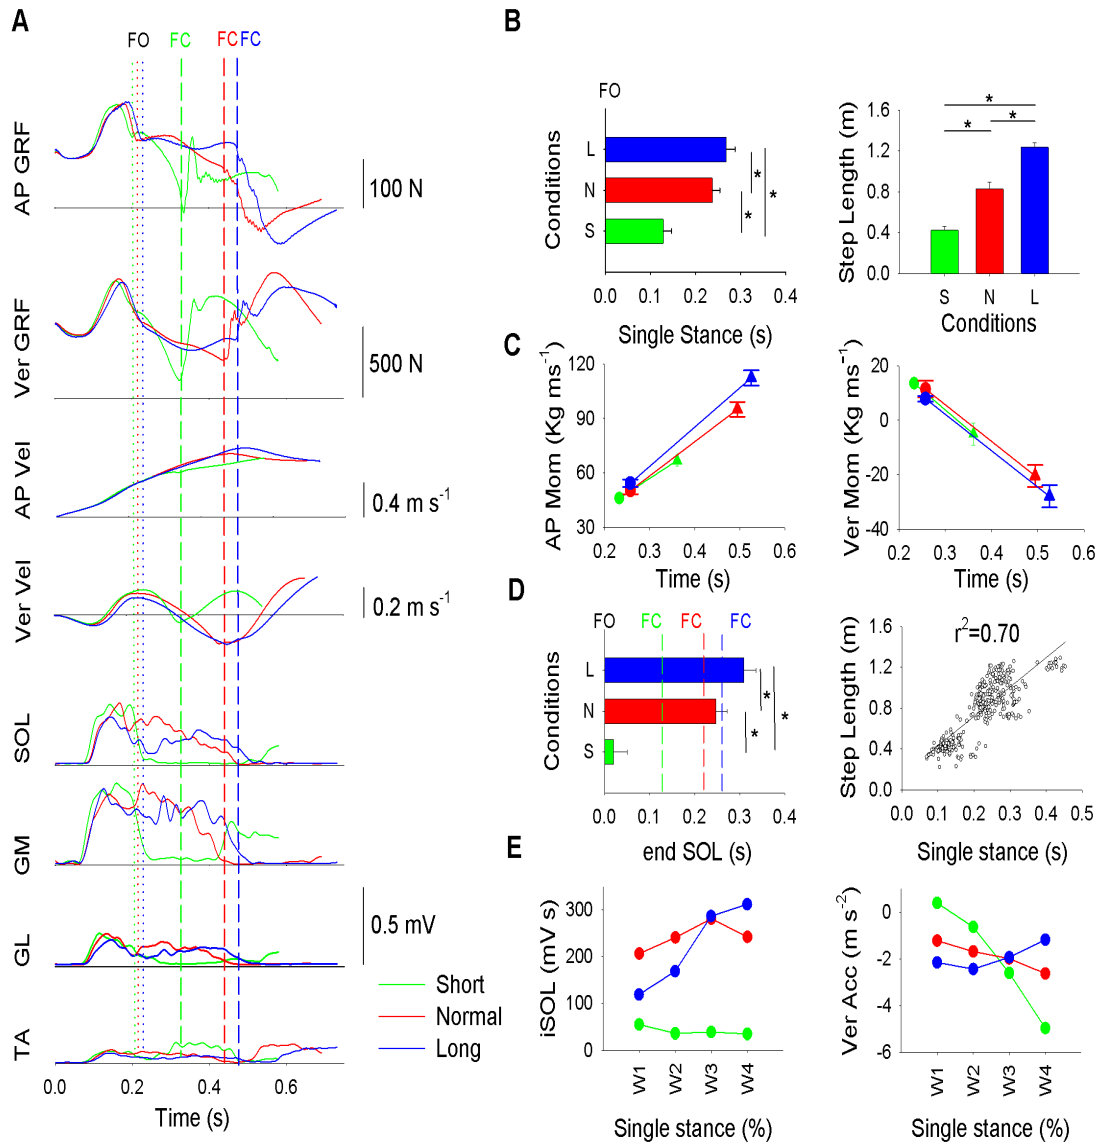 A
FO FC FC FC
AP GRF
100 N
Ver GRF
500 N
AP Vel
0.4 m s-1
Ver Vel
0.2 m s-1
SOL
GM
GL
0.5 mV
TA
Short
Normal
Long
0.0 0.2 0.4 0.6
Time (s)
B
FO
Conditions
L
N
S
* * *
0.0 0.1 0.2 0.3 0.4
Single Stance (s)
Step Length (m)
1.6
1.2
0.8
0.4
0.0
* * *
S N L
Conditions
C
AP Mom (Kg ms-1)
120
90
60
30
0.2 0.3 0.4 0.5 0.6
Time (s)
Ver Mom (Kg ms-1)
20
0
-20
-40
0.2 0.3 0.4 0.5 0.6
Time (s)
D
FO FC FC FC
Conditions
L
N
S
* * *
0.0 0.1 0.2 0.3 0.4
end SOL (s)
Step Length (m)
r2=0.70
1.6
1.2
0.8
0.4
0.0
0.0 0.1 0.2 0.3 0.4 0.5
Single stance (s)
E
iSOL (mV s)
300
200
100
0
W1 W2 W3 W4
Single stance (%)
Ver Acc (m s-2)
0
-2
-4
-6
W1 W2 W3 W4
Single stance (%)